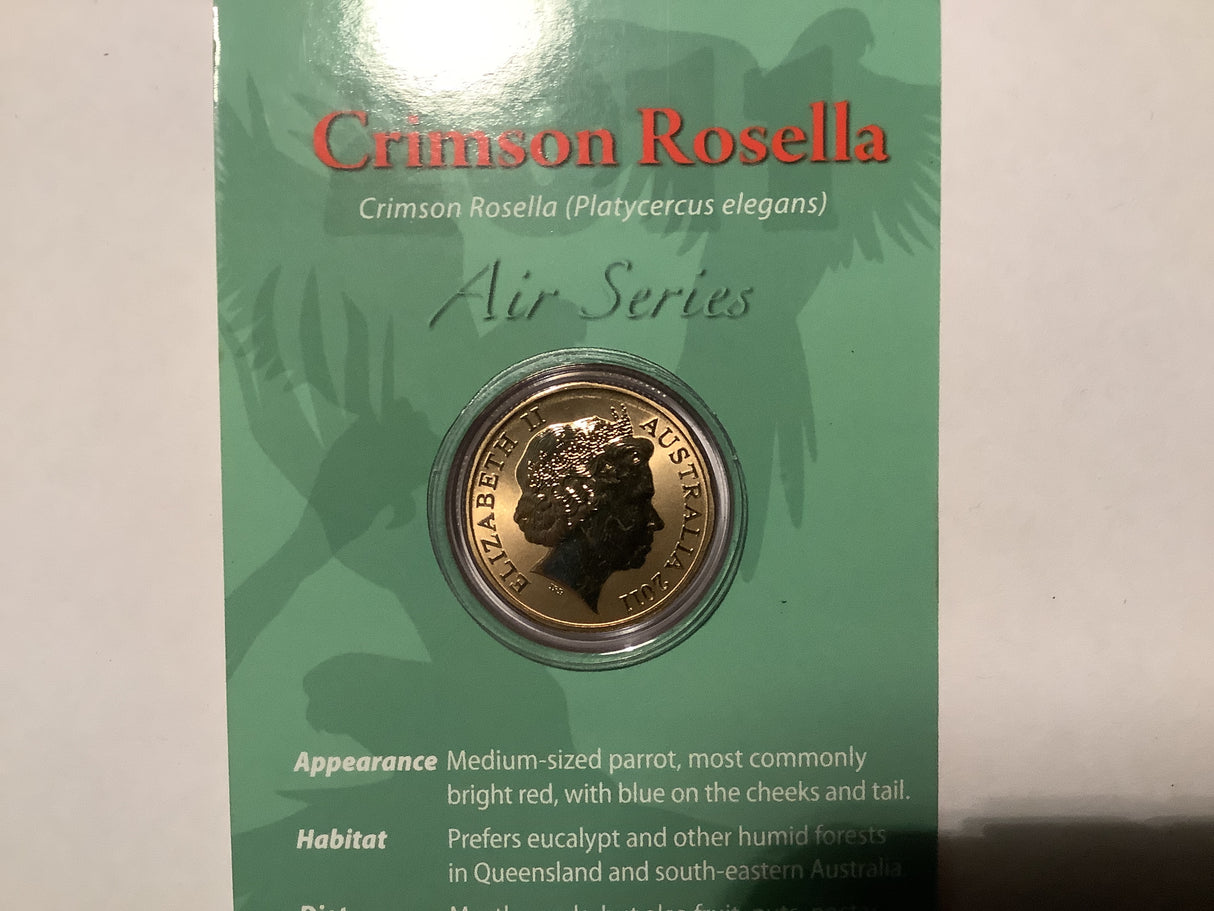 2011
Crimson Rosella
Crimson Rosella (Platycercus elegans)
Air Series
ELIZABETH II AUSTRALIA 2011
Appearance Medium-sized parrot, most commonly
bright red, with blue on the cheeks and tail.
Habitat Prefers eucalypt and other humid forests
in Queensland and south-eastern Australia.